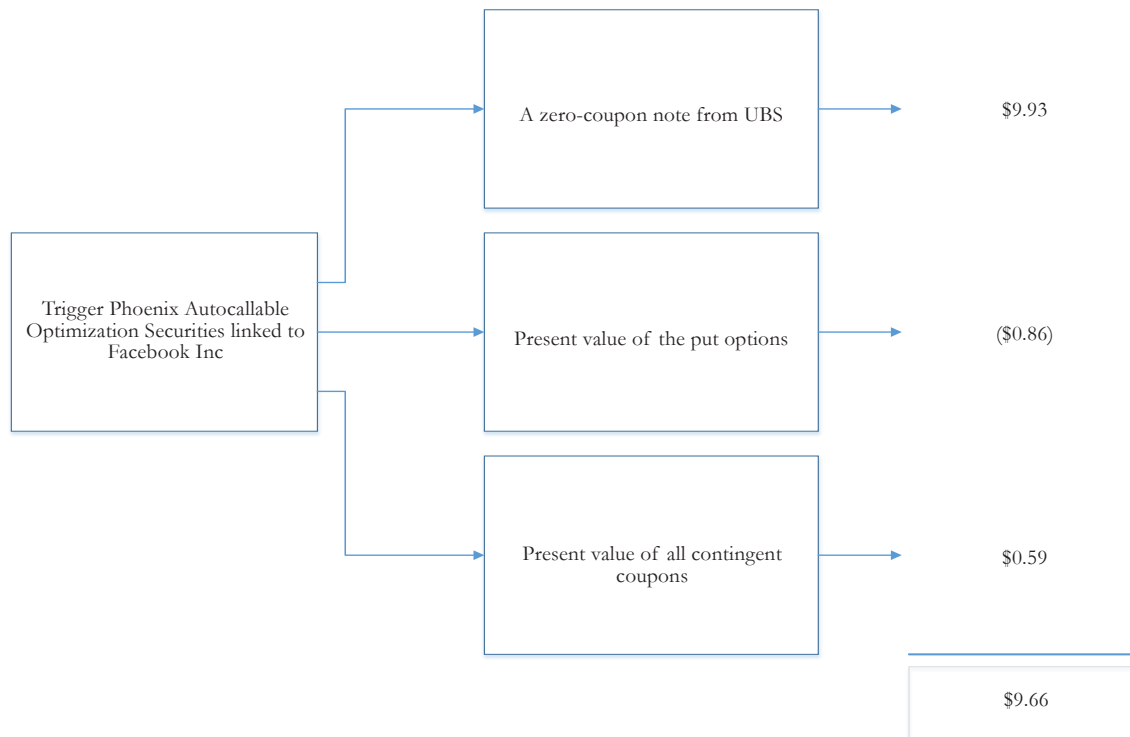 A zero-coupon note from UBS
$9.93
Trigger Phoenix Autocallable
Optimization Securities linked to
Facebook Inc
Present value of the put options
($0.86)
Present value of all contingent
coupons
$0.59
$9.66